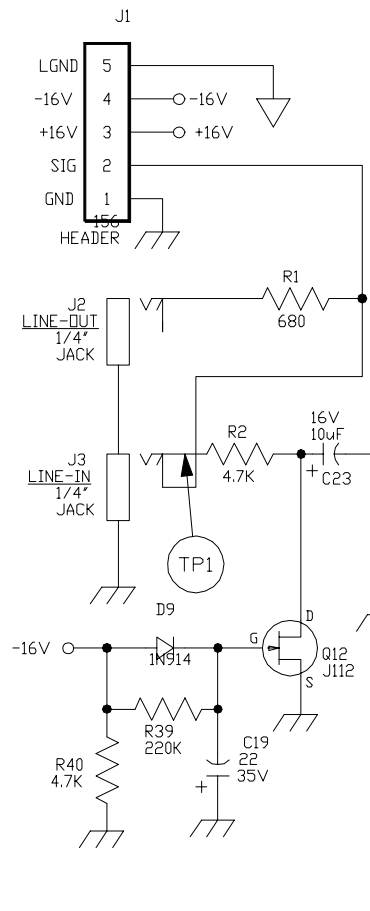 J1
LGND 5
-16V 4 -16V
+16V 3 +16V
SIG 2
GND 1
156
HEADER
R1
680
J2
LINE-OUT
1/4"
JACK
16V
10uF
+
C23
R2
4.7K
J3
LINE-IN
1/4"
JACK
TP1
D9
1N914
-16V
G
D
S
Q12
J112
R39
220K
C19
22
35V
+
R40
4.7K